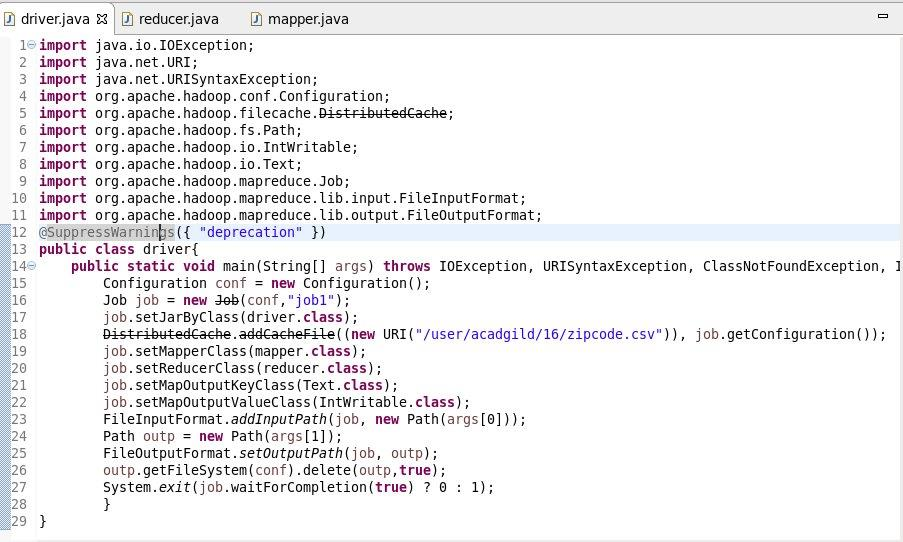 driver.java reducer.java mapper.java
1 import java.io.IOException;
2 import java.net.URI;
3 import java.net.URISyntaxException;
4 import org.apache.hadoop.conf.Configuration;
5 import org.apache.hadoop.filecache.DistributedCache;
6 import org.apache.hadoop.fs.Path;
7 import org.apache.hadoop.io.IntWritable;
8 import org.apache.hadoop.io.Text;
9 import org.apache.hadoop.mapreduce.Job;
10 import org.apache.hadoop.mapreduce.lib.input.FileInputFormat;
11 import org.apache.hadoop.mapreduce.lib.output.FileOutputFormat;
12 @SuppressWarnings({ "deprecation" })
13 public class driver{
14 public static void main(String[] args) throws IOException, URISyntaxException, ClassNotFoundException, I
15 Configuration conf = new Configuration();
16 Job job = new Job(conf,"job1");
17 job.setJarByClass(driver.class);
18 DistributedCache.addCacheFile((new URI("/user/acadgild/16/zipcode.csv")), job.getConfiguration());
19 job.setMapperClass(mapper.class);
20 job.setReducerClass(reducer.class);
21 job.setMapOutputKeyClass(Text.class);
22 job.setMapOutputValueClass(IntWritable.class);
23 FileInputFormat.addInputPath(job, new Path(args[0]));
24 Path outp = new Path(args[1]);
25 FileOutputFormat.setOutputPath(job, outp);
26 outp.getFileSystem(conf).delete(outp,true);
27 System.exit(job.waitForCompletion(true) ? 0 : 1);
28 }
29 }